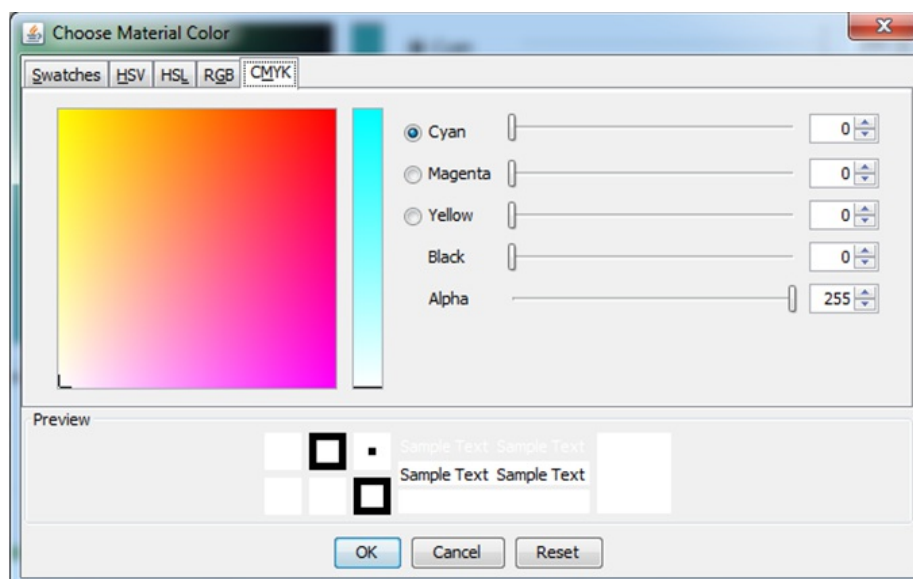 Choose Material Color
Swatches HSV HSL RGB CMYK
Cyan 0
Magenta 0
Yellow 0
Black 0
Alpha 255
Preview
Sample Text Sample Text
Sample Text Sample Text
OK Cancel Reset